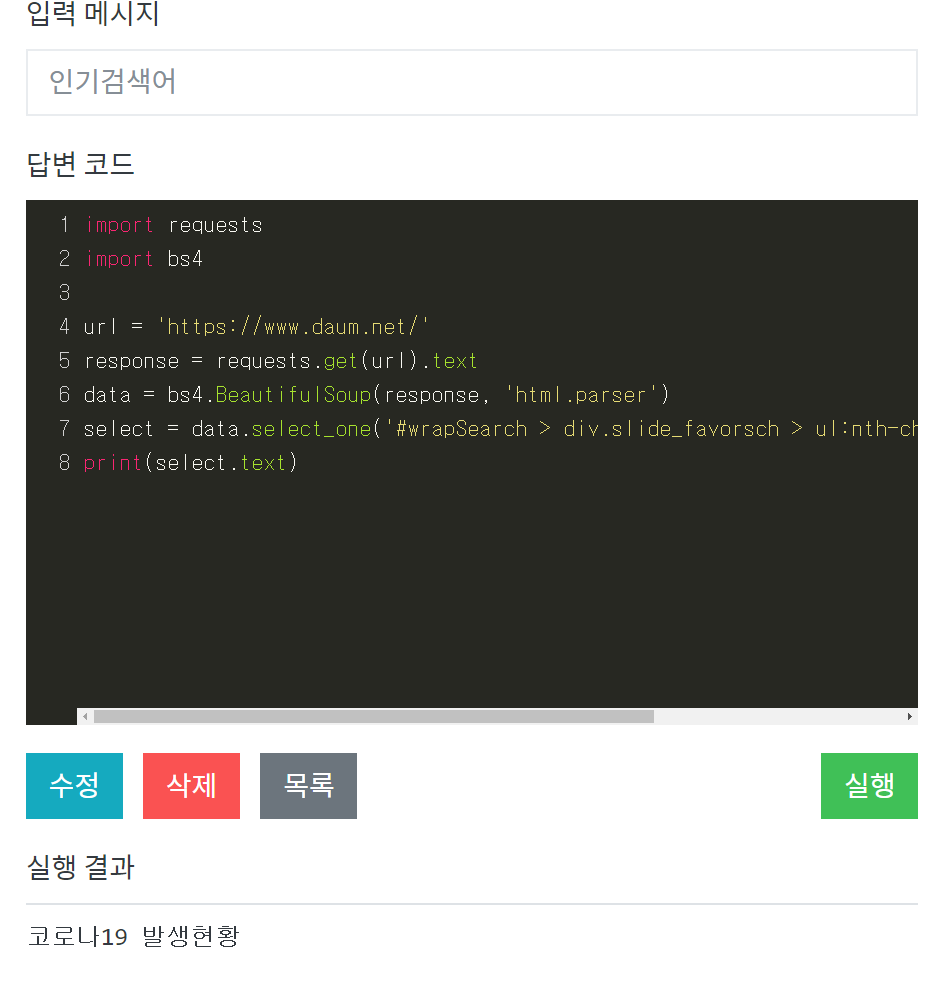 입력 메시지
인기검색어
답변 코드
1 import requests
2 import bs4
3
4 url = 'https://www.daum.net/'
5 response = requests.get(url).text
6 data = bs4.BeautifulSoup(response, 'html.parser')
7 select = data.select_one('#wrapSearch > div.slide_favorsch > ul:nth-ch
8 print(select.text)
수정 삭제 목록 실행
실행 결과
코로나19 발생현황